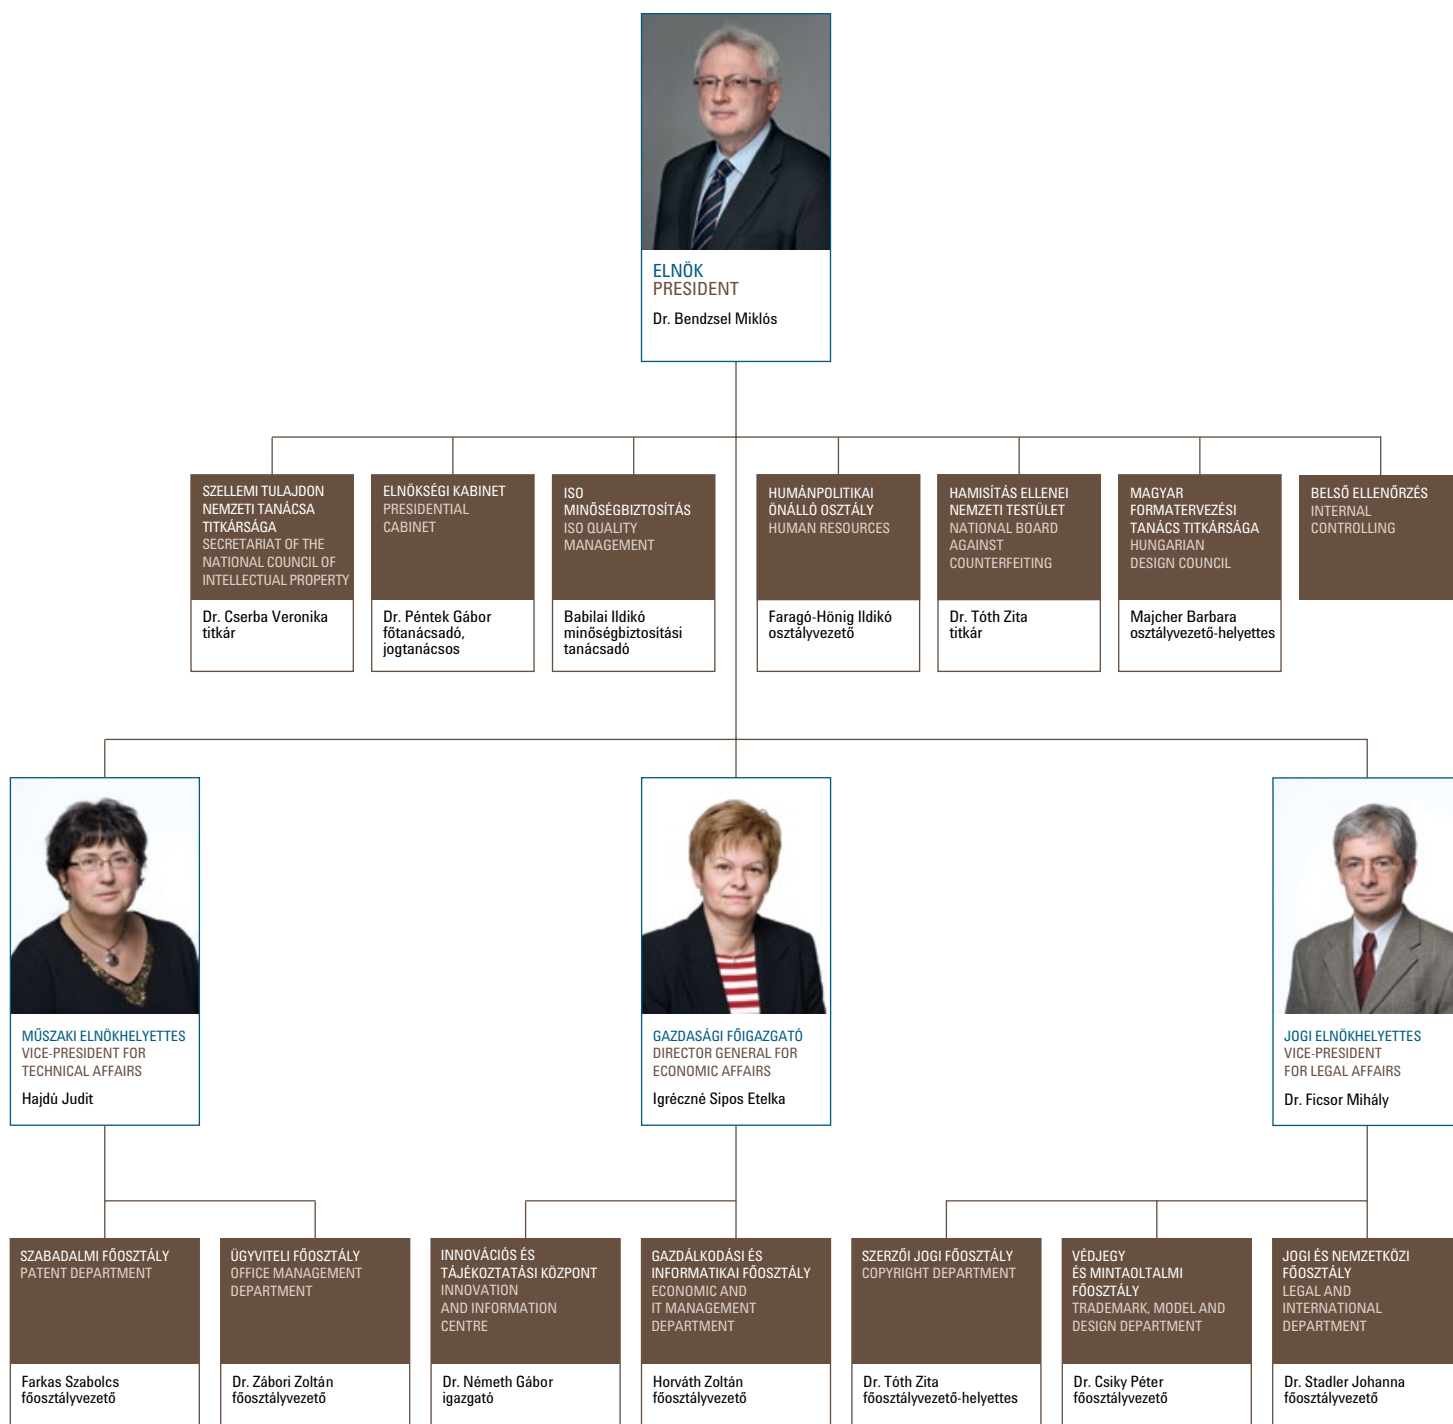 ELNÖK
PRESIDENT
Dr. Bendzsel Miklós
SZELLEMI TULAJDON
NEMZETI TANÁCSA
TITKÁRSÁGA
SECRETARIAT OF THE
NATIONAL COUNCIL OF
INTELLECTUAL PROPERTY
Dr. Cserba Veronika
titkár
ELNÖKSÉGI KABINET
PRESIDENTIAL
CABINET
Dr. Péntek Gábor
főtanácsadó,
jogtanácsos
ISO
MINŐSÉGBIZTOSÍTÁS
ISO QUALITY
MANAGEMENT
Babilai Ildikó
minőségbiztosítási
tanácsadó
HUMÁNPOLITIKAI
ÖNÁLLÓ OSZTÁLY
HUMAN RESOURCES
Faragó-Hönig Ildikó
osztályvezető
HAMISÍTÁS ELLENEI
NEMZETI TESTÜLET
NATIONAL BOARD
AGAINST
COUNTERFEITING
Dr. Tóth Zita
titkár
MAGYAR
FORMATERVEZÉSI
TANÁCS TITKÁRSÁGA
HUNGARIAN
DESIGN COUNCIL
Majcher Barbara
osztályvezető-helyettes
BELSŐ ELLENŐRZÉS
INTERNAL
CONTROLLING
MŰSZAKI ELNÖKHELYETTES
VICE-PRESIDENT FOR
TECHNICAL AFFAIRS
Hajdú Judit
GAZDASÁGI FŐIGAZGATÓ
DIRECTOR GENERAL FOR
ECONOMIC AFFAIRS
Igréczné Sipos Etelka
JOGI ELNÖKHELYETTES
VICE-PRESIDENT
FOR LEGAL AFFAIRS
Dr. Ficsor Mihály
SZABADALMI FŐOSZTÁLY
PATENT DEPARTMENT
Farkas Szabolcs
főosztályvezető
ÜGYVITELI FŐOSZTÁLY
OFFICE MANAGEMENT
DEPARTMENT
Dr. Zábori Zoltán
főosztályvezető
INNOVÁCIÓS ÉS
TÁJÉKOZTATÁSI KÖZPONT
INNOVATION
AND INFORMATION
CENTRE
Dr. Németh Gábor
igazgató
GAZDÁLKODÁSI ÉS
INFORMATIKAI FŐOSZTÁLY
ECONOMIC AND
IT MANAGEMENT
DEPARTMENT
Horváth Zoltán
főosztályvezető
SZERZŐI JOGI FŐOSZTÁLY
COPYRIGHT DEPARTMENT
Dr. Tóth Zita
főosztályvezető-helyettes
VÉDJEGY
ÉS MINTAOLTALMI
FŐOSZTÁLY
TRADEMARK, MODEL AND
DESIGN DEPARTMENT
Dr. Csiky Péter
főosztályvezető
JOGI ÉS NEMZETKÖZI
FŐOSZTÁLY
LEGAL AND
INTERNATIONAL
DEPARTMENT
Dr. Stadler Johanna
főosztályvezető